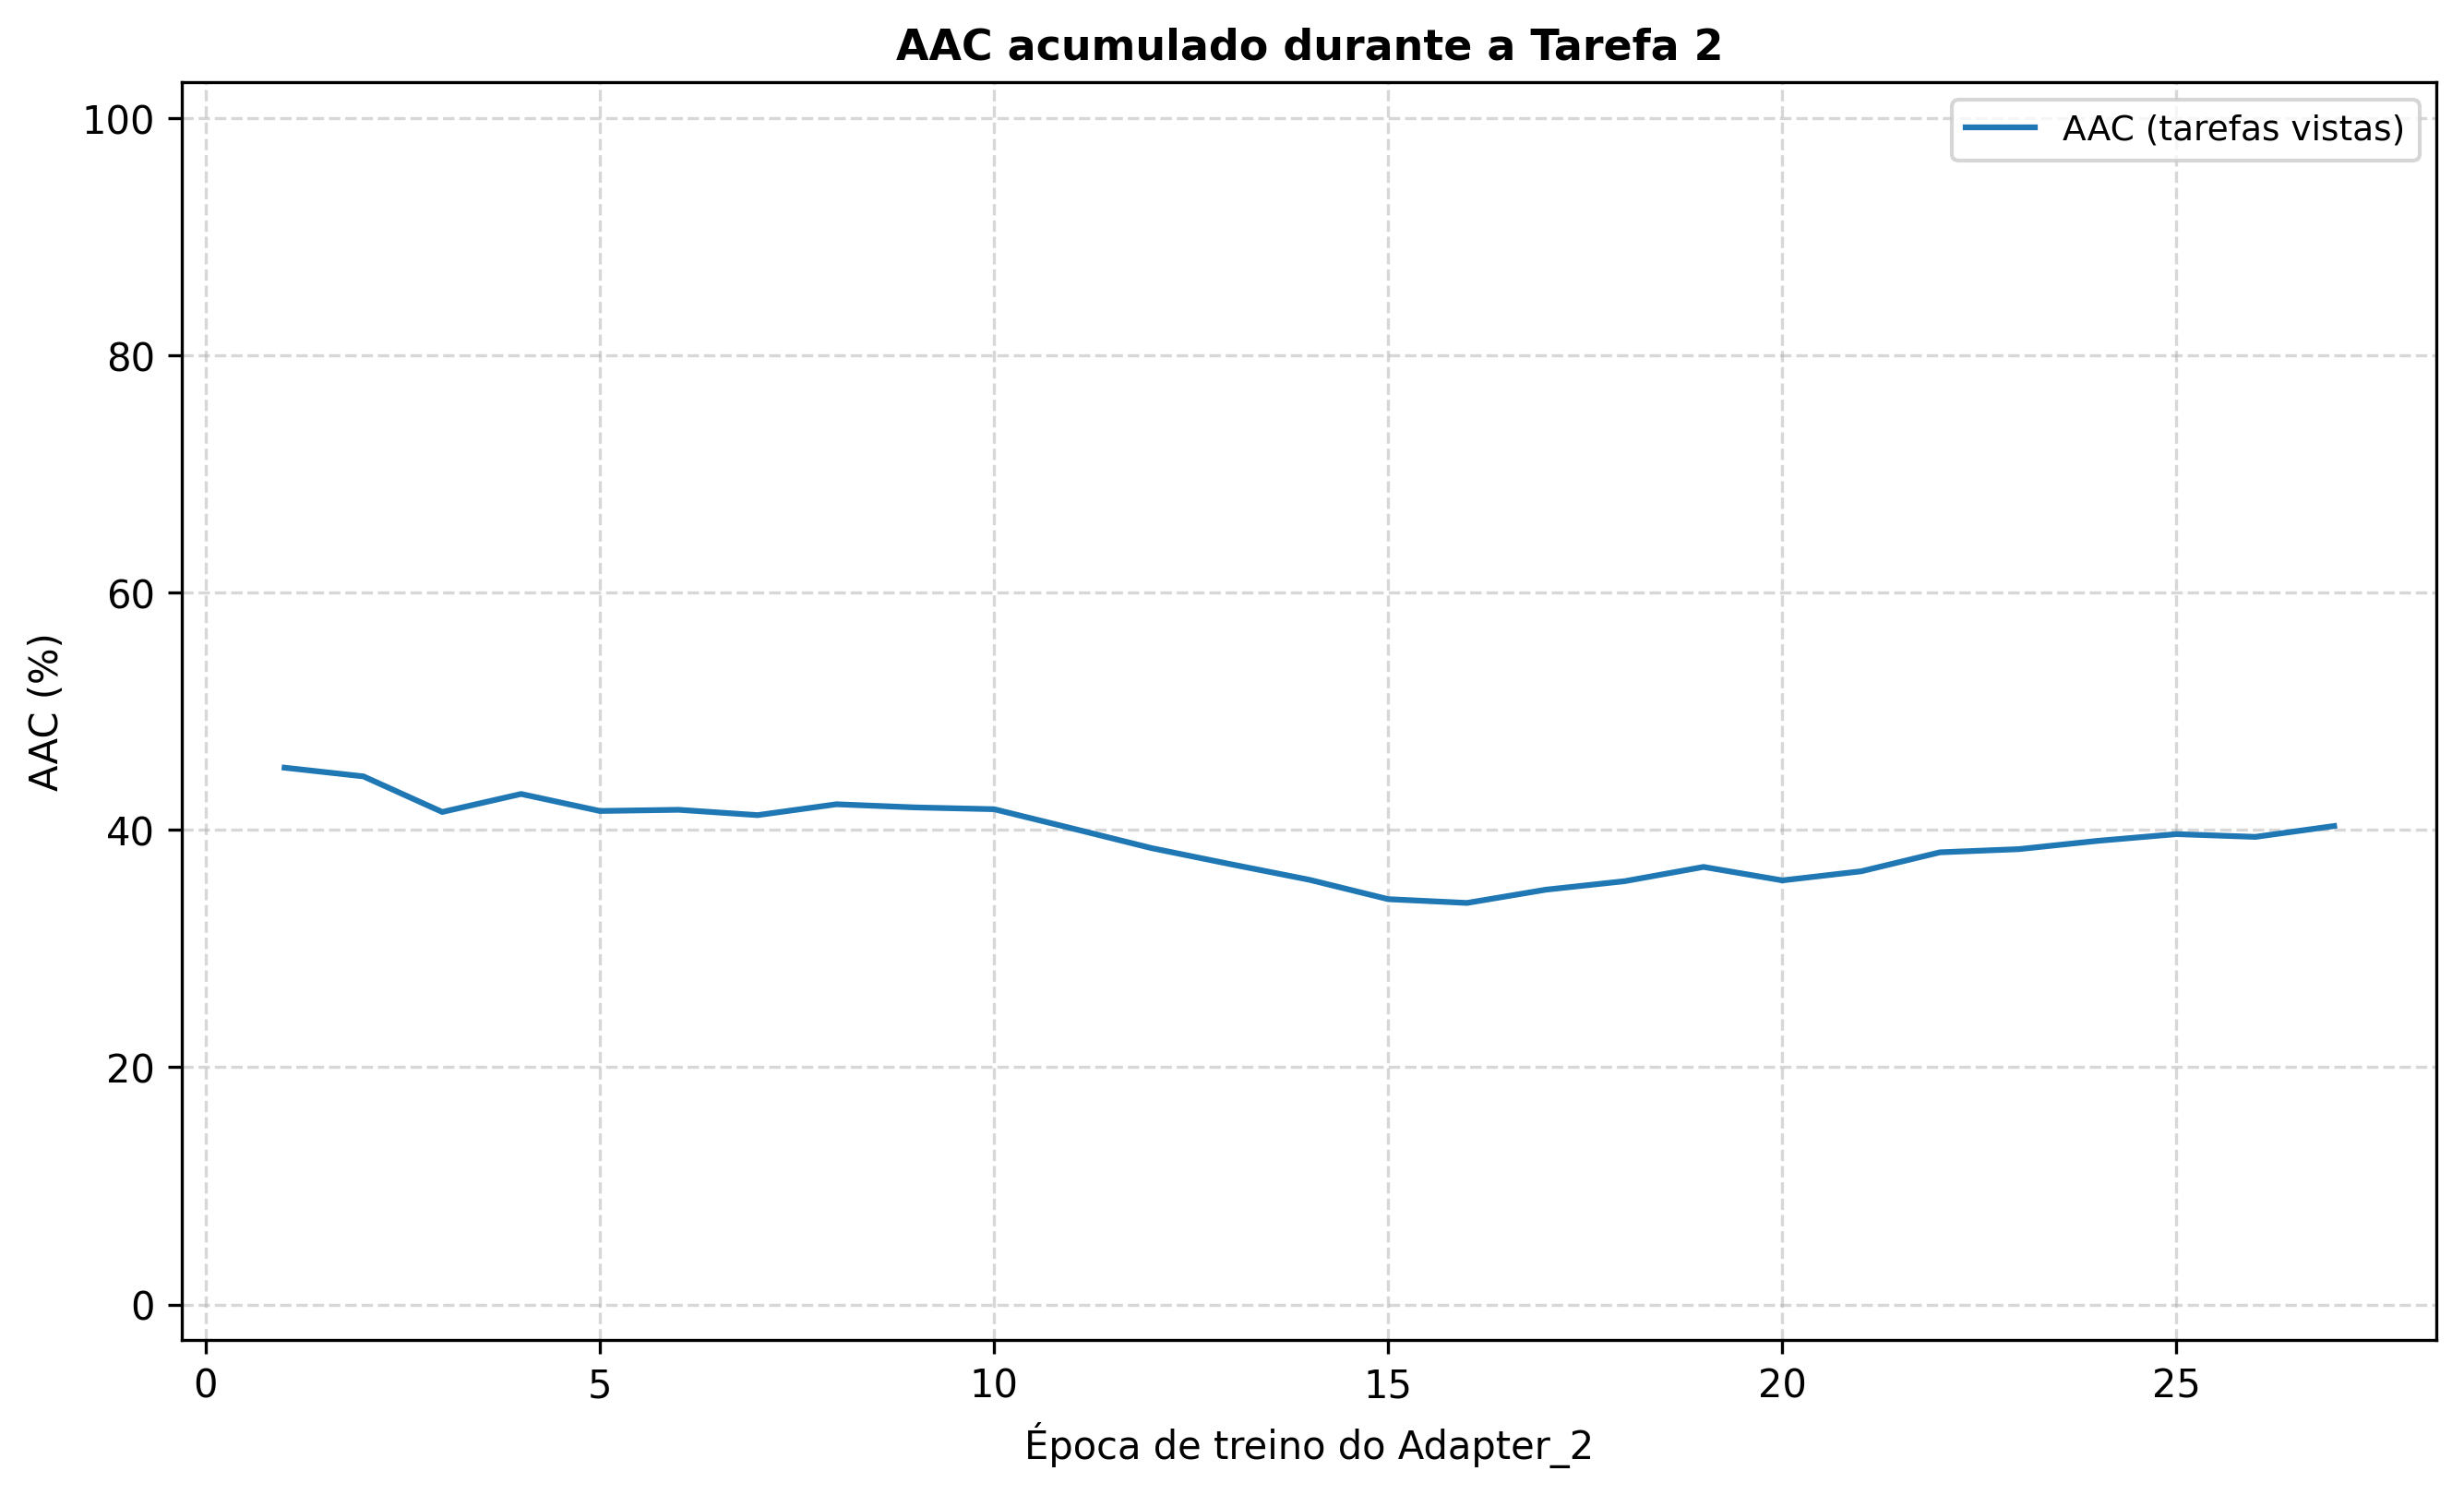 AAC acumulado durante a Tarefa 2
AAC (tarefas vistas)
AAC (%)
100
80
60
40
20
0
0 5 10 15 20 25
Época de treino do Adapter_2